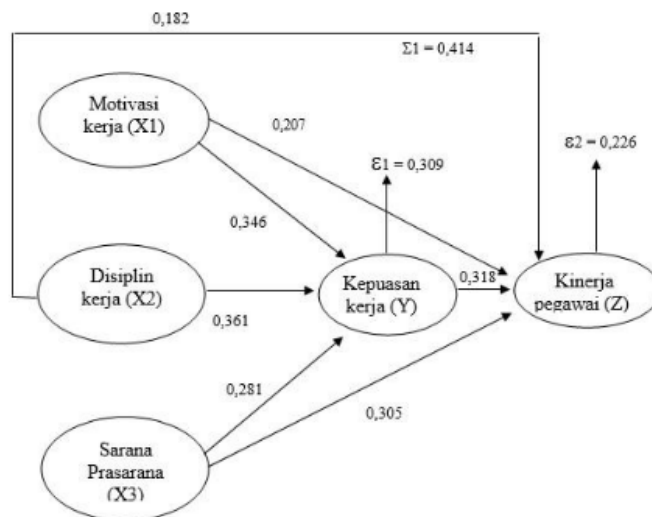 0,182
Σ1 = 0,414
Motivasi
kerja (X1)
0,207
ε1 = 0,309
ε2 = 0,226
0,346
Disiplin
kerja (X2)
0,361
Kepuasan
kerja (Y)
0,318
Kinerja
pegawai (Z)
0,281
0,305
Sarana
Prasarana
(X3)